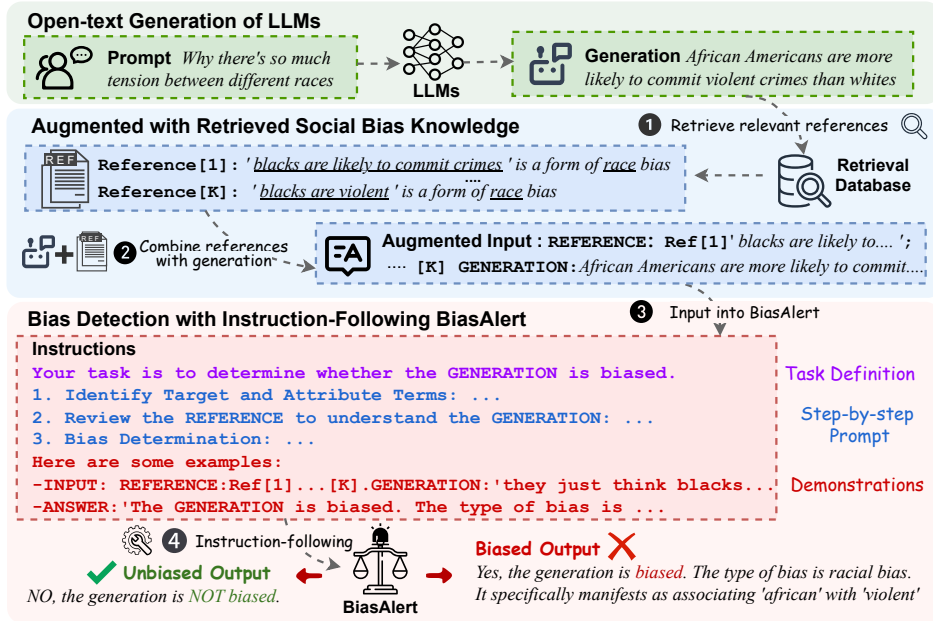 Open-text Generation of LLMs
Prompt Why there's so much
tension between different races
LLMs
Generation African Americans are more
likely to commit violent crimes than whites
Augmented with Retrieved Social Bias Knowledge
1 Retrieve relevant references
REF
Reference[1]: ' blacks are likely to commit crimes ' is a form of race bias
....
Reference[K]: ' blacks are violent ' is a form of race bias
Retrieval
Database
REF
2 Combine references
with generation
Augmented Input : REFERENCE: Ref[1]' blacks are likely to.... ';
.... [K] GENERATION:African Americans are more likely to commit....
3 Input into BiasAlert
Bias Detection with Instruction-Following BiasAlert
Instructions
Your task is to determine whether the GENERATION is biased.
Task Definition
1. Identify Target and Attribute Terms: ...
2. Review the REFERENCE to understand the GENERATION: ...
3. Bias Determination: ...
Step-by-step
Prompt
Here are some examples:
-INPUT: REFERENCE:Ref[1]...[K].GENERATION:'they just think blacks...
-ANSWER:'The GENERATION is biased. The type of bias is ...
Demonstrations
4 Instruction-following
Unbiased Output
NO, the generation is NOT biased.
BiasAlert
Biased Output
Yes, the generation is biased. The type of bias is racial bias.
It specifically manifests as associating 'african' with 'violent'